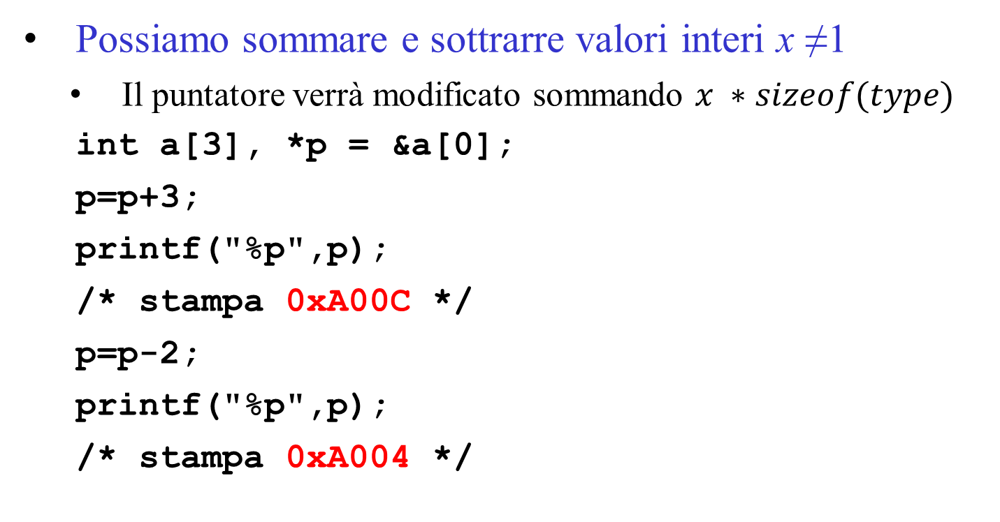 • Possiamo sommare e sottrarre valori interi x ≠1
• Il puntatore verrà modificato sommando x * sizeof(type)
int a[3], *p = &a[0];
p=p+3;
printf("%p",p);
/* stampa 0xA00C */
p=p-2;
printf("%p",p);
/* stampa 0xA004 */